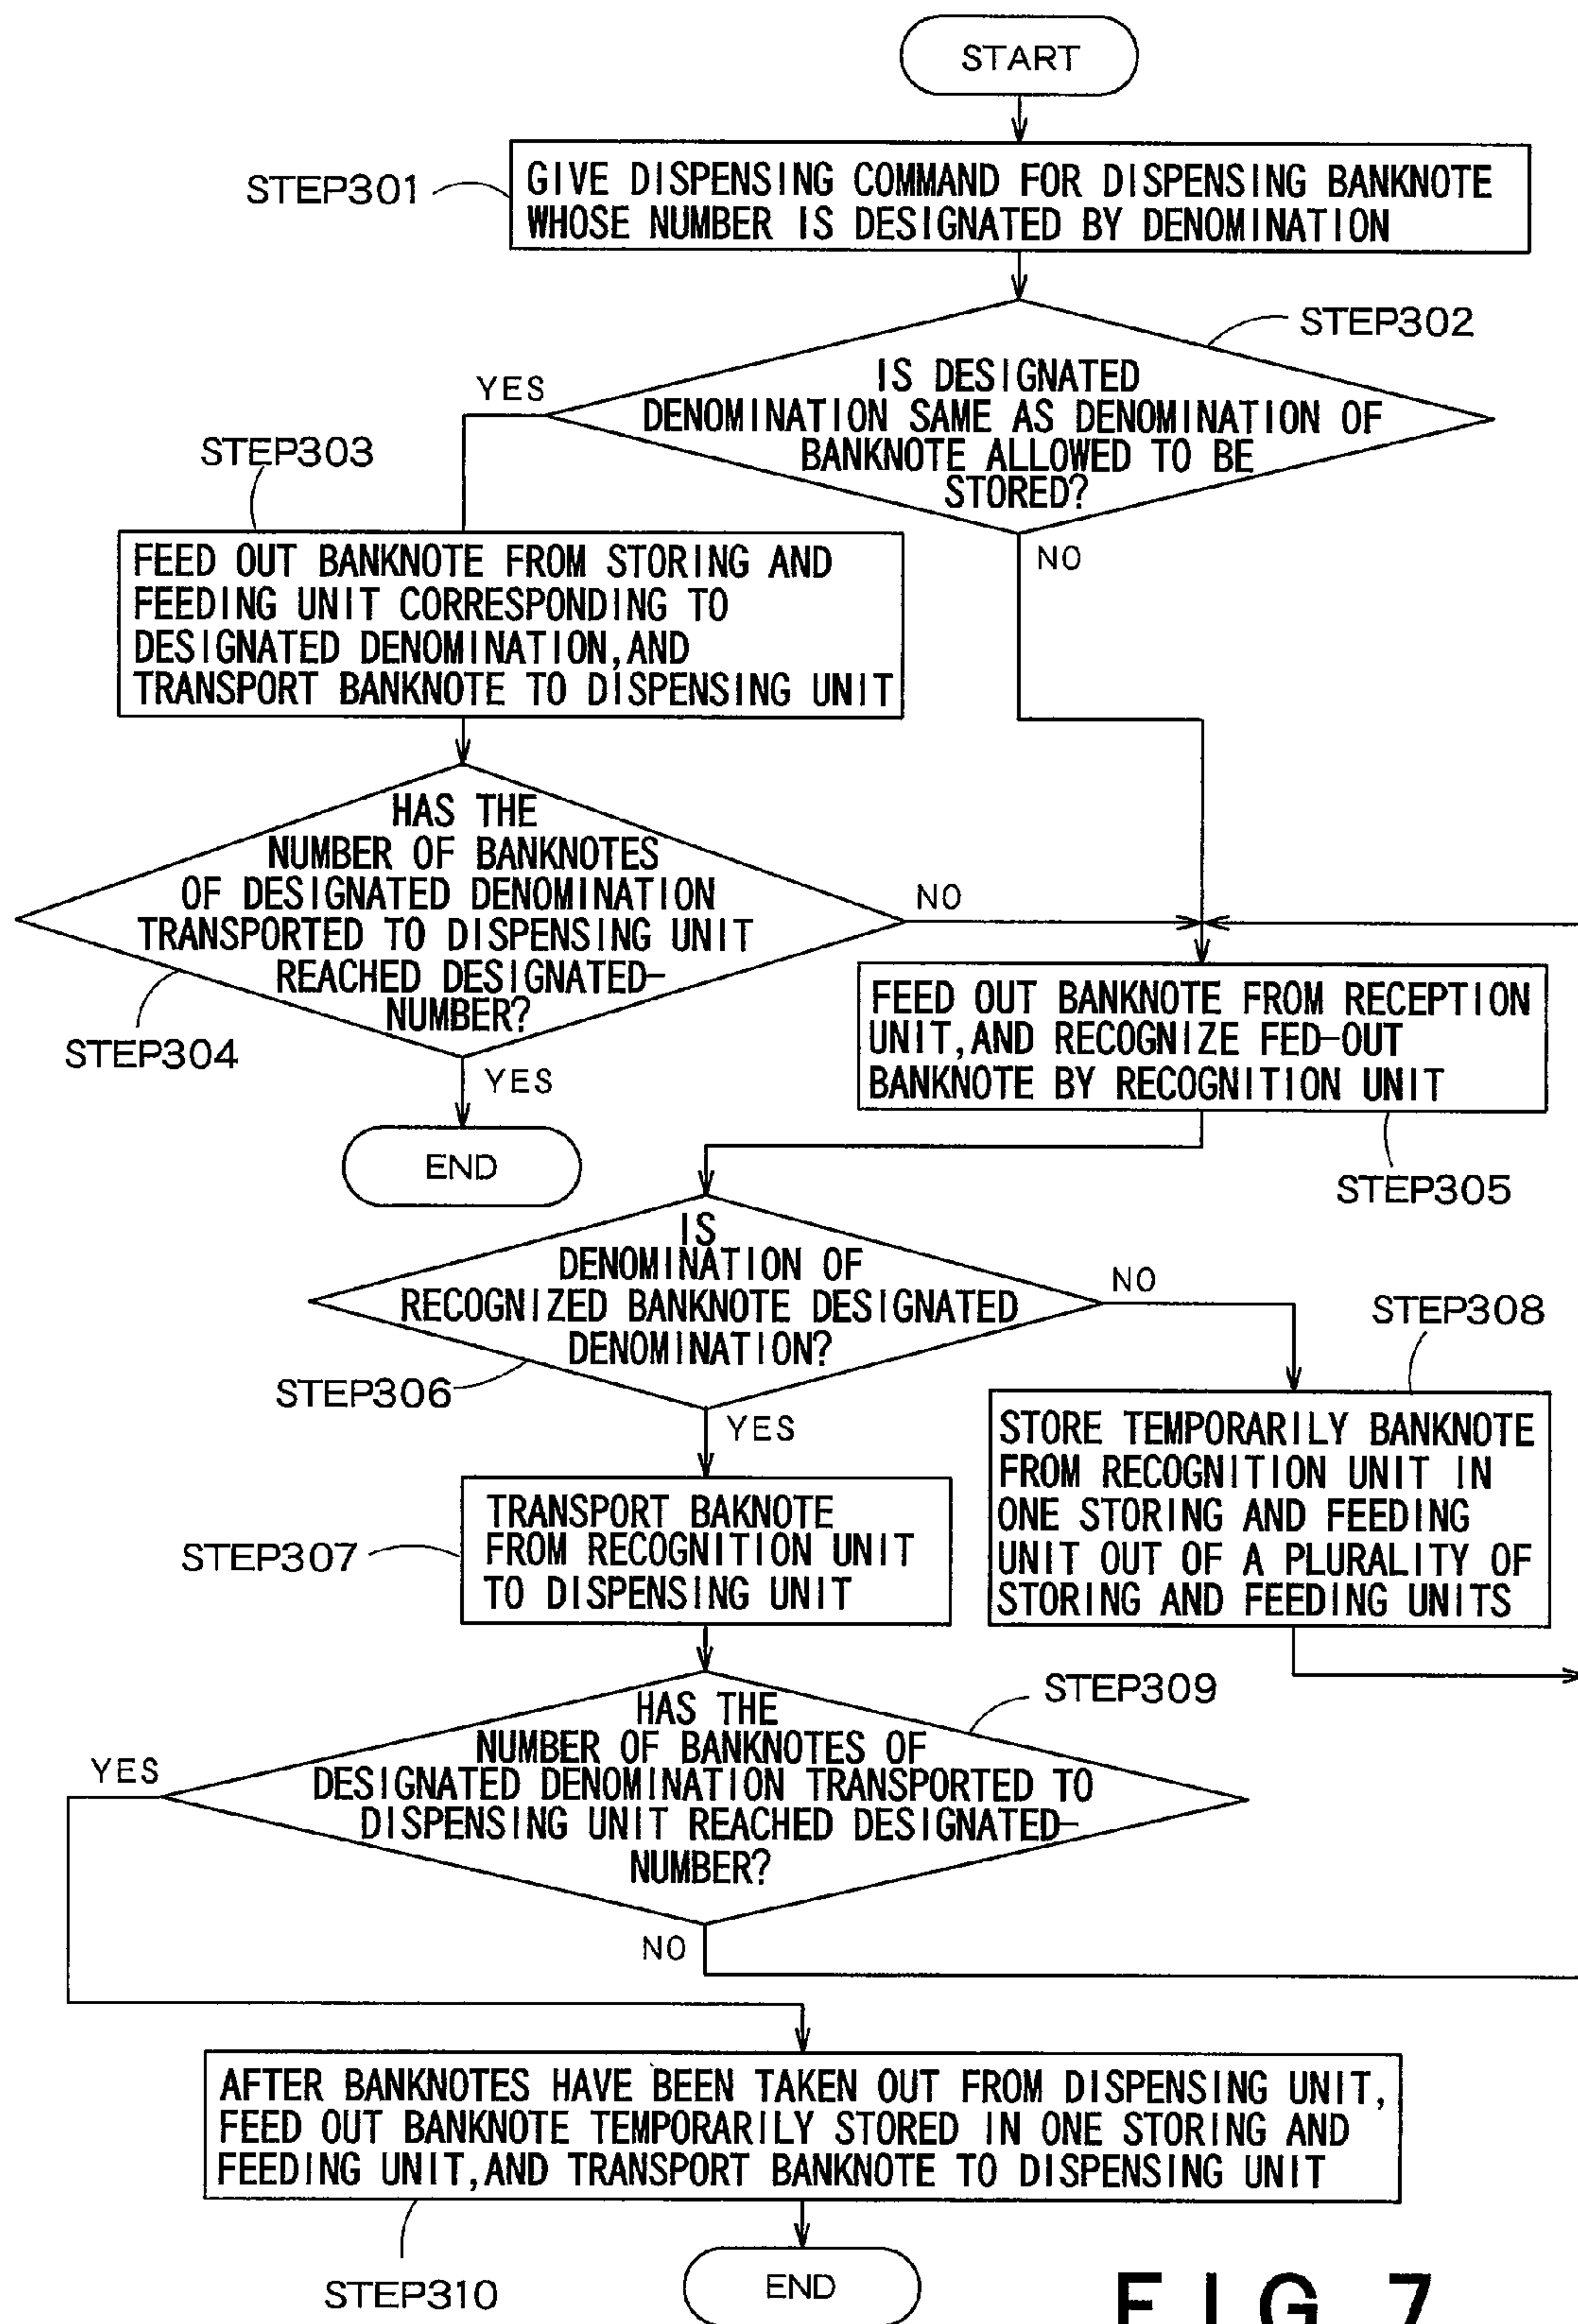 START
STEP301
GIVE DISPENSING COMMAND FOR DISPENSING BANKNOTE
WHOSE NUMBER IS DESIGNATED BY DENOMINATION
STEP302
IS DESIGNATED
DENOMINATION SAME AS DENOMINATION OF
BANKNOTE ALLOWED TO BE
STORED?
YES
NO
STEP303
FEED OUT BANKNOTE FROM STORING AND
FEEDING UNIT CORRESPONDING TO
DESIGNATED DENOMINATION, AND
TRANSPORT BANKNOTE TO DISPENSING UNIT
HAS THE
NUMBER OF BANKNOTES
OF DESIGNATED DENOMINATION
TRANSPORTED TO DISPENSING UNIT
REACHED DESIGNATED-
NUMBER?
NO
STEP304
YES
END
FEED OUT BANKNOTE FROM RECEPTION
UNIT, AND RECOGNIZE FED-OUT
BANKNOTE BY RECOGNITION UNIT
STEP305
IS
DENOMINATION OF
RECOGNIZED BANKNOTE DESIGNATED
DENOMINATION?
NO
STEP306
YES
STEP308
STORE TEMPORARILY BANKNOTE
FROM RECOGNITION UNIT IN
ONE STORING AND FEEDING
UNIT OUT OF A PLURALITY OF
STORING AND FEEDING UNITS
STEP307
TRANSPORT BAKNOTE
FROM RECOGNITION UNIT
TO DISPENSING UNIT
STEP309
HAS THE
NUMBER OF BANKNOTES OF
DESIGNATED DENOMINATION TRANSPORTED TO
DISPENSING UNIT REACHED DESIGNATED-
NUMBER?
YES
NO
AFTER BANKNOTES HAVE BEEN TAKEN OUT FROM DISPENSING UNIT,
FEED OUT BANKNOTE TEMPORARILY STORED IN ONE STORING AND
FEEDING UNIT, AND TRANSPORT BANKNOTE TO DISPENSING UNIT
STEP310
END
FIG 7